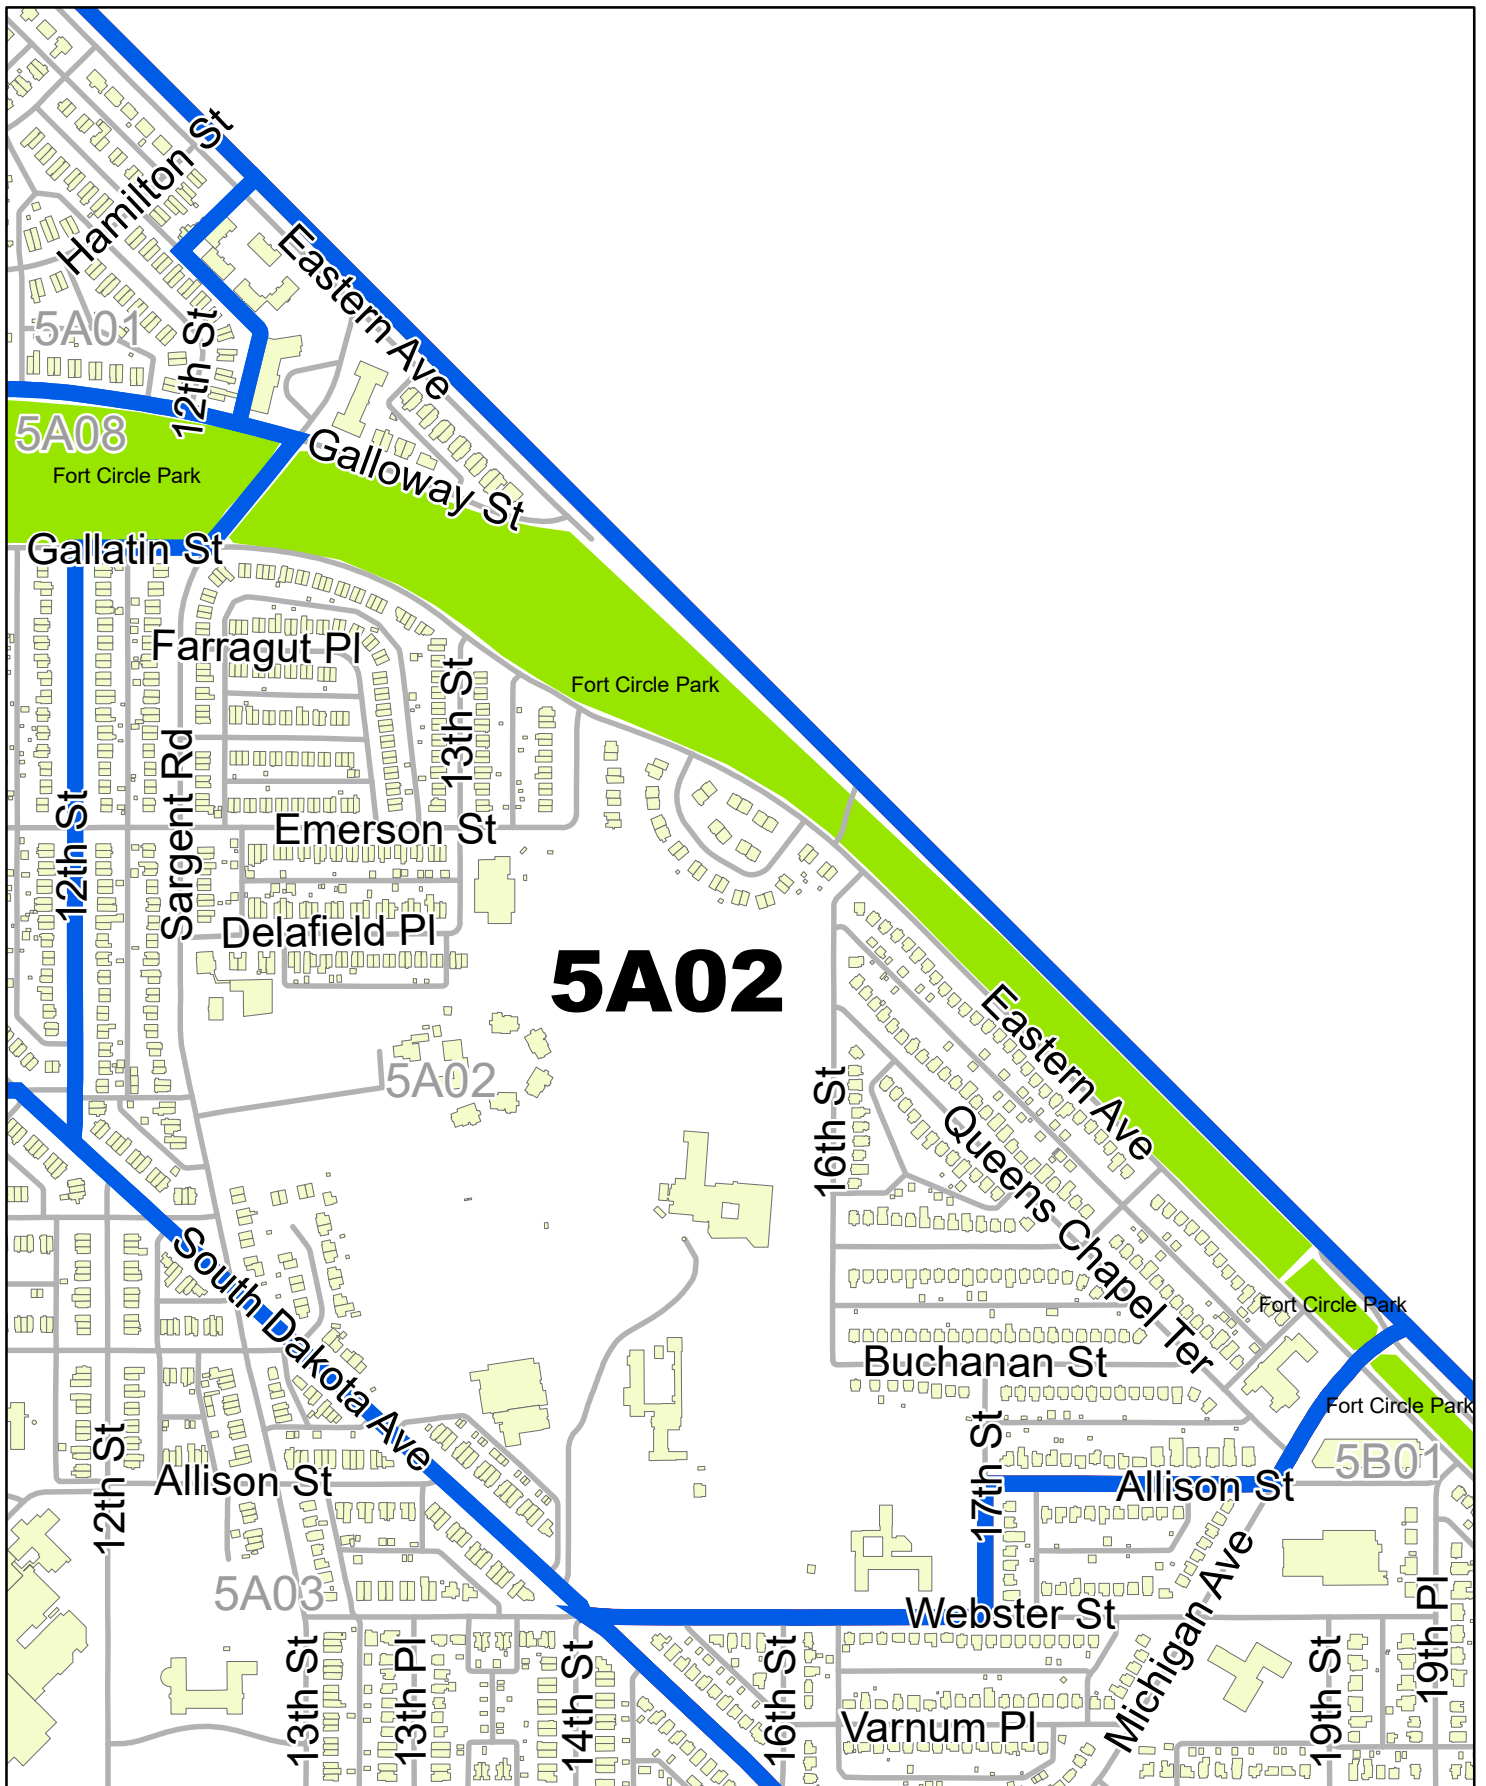 Hamilton St
Eastern Ave
5A01
12th St
5A08
Galloway St
Fort Circle Park
Gallatin St
Farragut Pl
13th St
Fort Circle Park
Sargent Rd
12th St
Emerson St
Delafield Pl
5A02
Eastern Ave
5A02
16th St
Queens Chapel Ter
South Dakota Ave
Fort Circle Park
Buchanan St
Fort Circle Park
12th St
17th St
5B01
Allison St
Allison St
5A03
Michigan Ave
Webster St
19th Pl
13th St
13th Pl
14th St
16th St
19th St
Varnum Pl